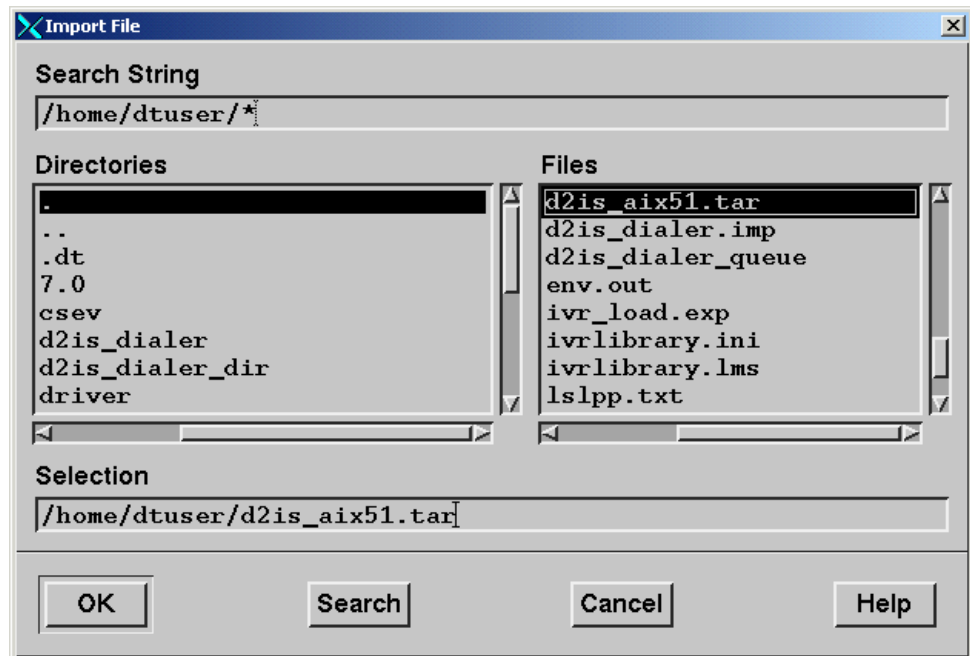 Import File
Search String
/home/dtuser/*
Directories
.
..
.dt
7.0
csev
d2is_dialer
d2is_dialer_dir
driver
Files
d2is_aix51.tar
d2is_dialer.imp
d2is_dialer_queue
env.out
ivr_load.exp
ivrlibrary.ini
ivrlibrary.lms
lslpp.txt
Selection
/home/dtuser/d2is_aix51.tar
OK
Search
Cancel
Help